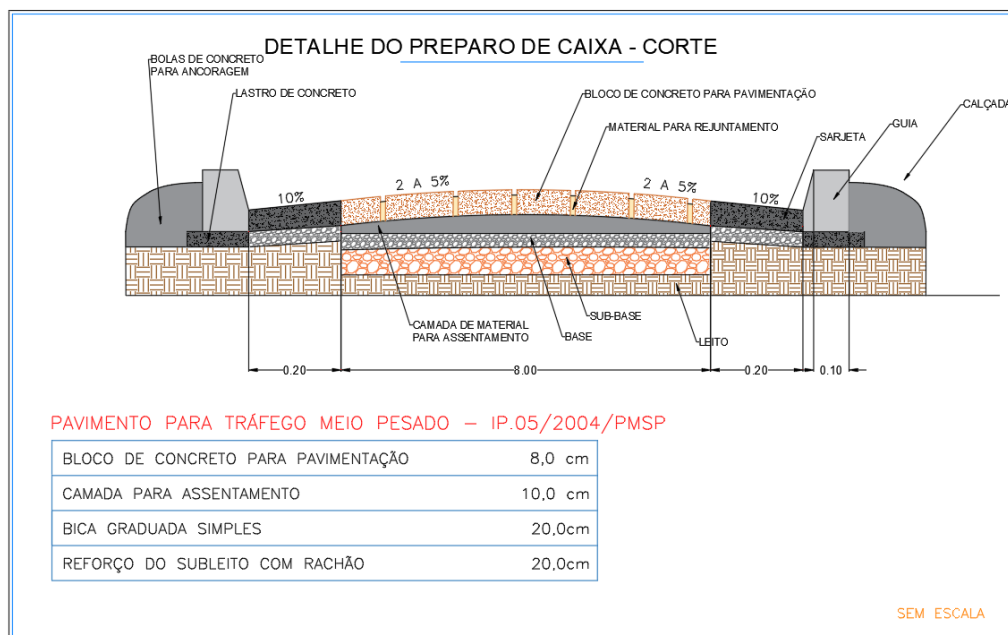 DETALHE DO PREPARO DE CAIXA - CORTE
BOLAS DE CONCRETO
PARA ANCORAGEM
LASTRO DE CONCRETO
BLOCO DE CONCRETO PARA PAVIMENTAÇÃO
MATERIAL PARA REJUNTAMENTO
SARJETA
GUIA
CALÇADA
10%
2 A 5%
2 A 5%
10%
CAMADA DE MATERIAL
PARA ASSENTAMENTO
BASE
SUB-BASE
LEITO
0.20
8.00
0.20
0.10
PAVIMENTO PARA TRÁFEGO MEIO PESADO – IP.05/2004/PMSP
BLOCO DE CONCRETO PARA PAVIMENTAÇÃO 8,0 cm
CAMADA PARA ASSENTAMENTO 10,0 cm
BICA GRADUADA SIMPLES 20,0cm
REFORÇO DO SUBLEITO COM RACHÃO 20,0cm
SEM ESCALA